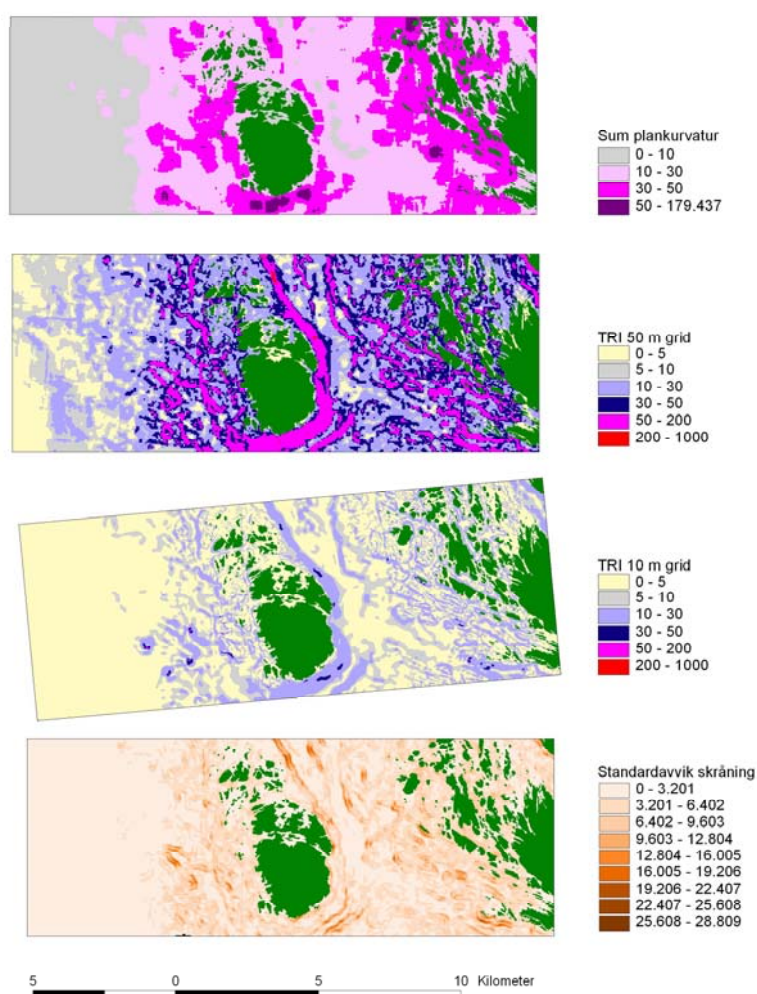 Sum plankurvatur
0 - 10
10 - 30
30 - 50
50 - 179.437
TRI 50 m grid
0 - 5
5 - 10
10 - 30
30 - 50
50 - 200
200 - 1000
TRI 10 m grid
0 - 5
5 - 10
10 - 30
30 - 50
50 - 200
200 - 1000
Standardavvik skråning
0 - 3.201
3.201 - 6.402
6.402 - 9.603
9.603 - 12.804
12.804 - 16.005
16.005 - 19.206
19.206 - 22.407
22.407 - 25.608
25.608 - 28.809
5 0 5 10 Kilometer